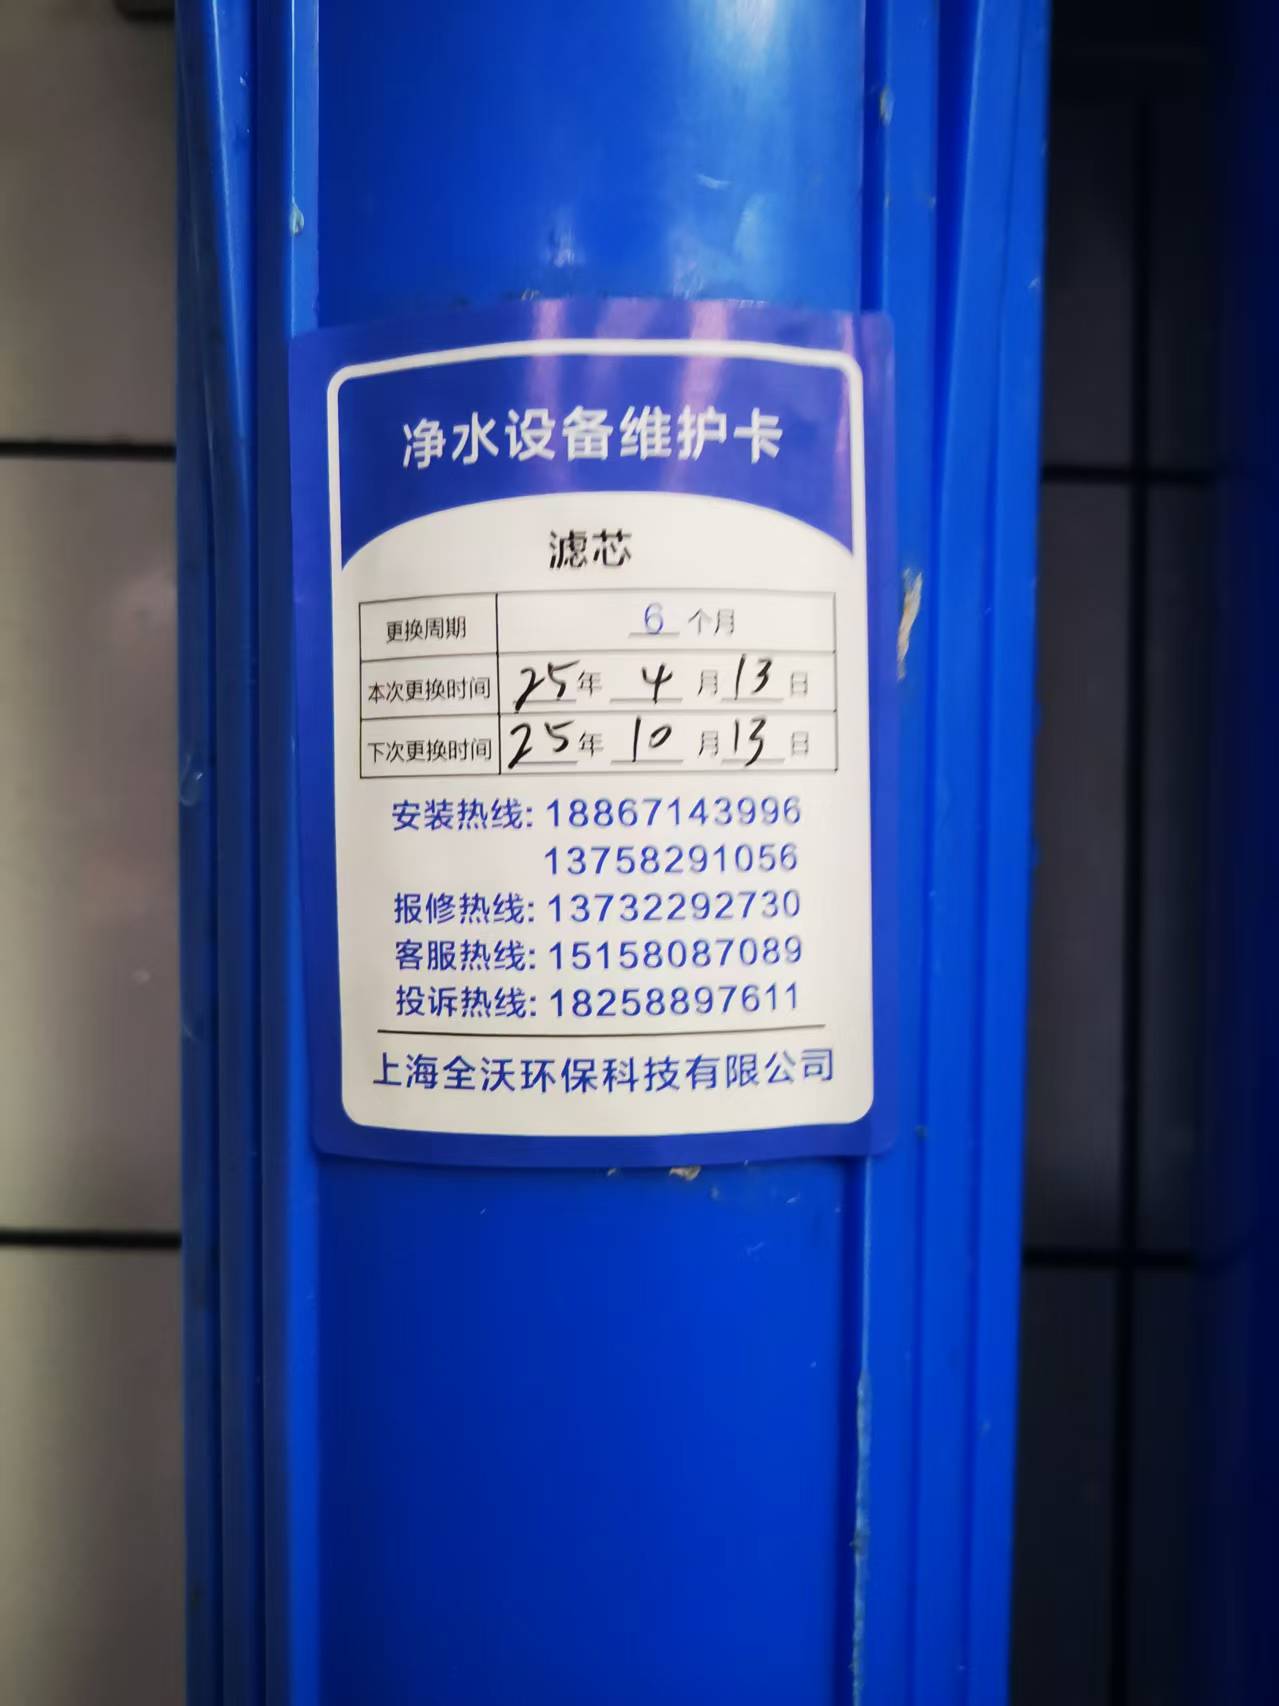 净水设备维护卡
滤芯
更换周期 6 个月
本次更换时间 25年 4 月 13 日
下次更换时间 25年 10 月 13 日
安装热线: 18867143996
13758291056
报修热线: 13732292730
客服热线: 15158087089
投诉热线: 18258897611
上海全沃环保科技有限公司